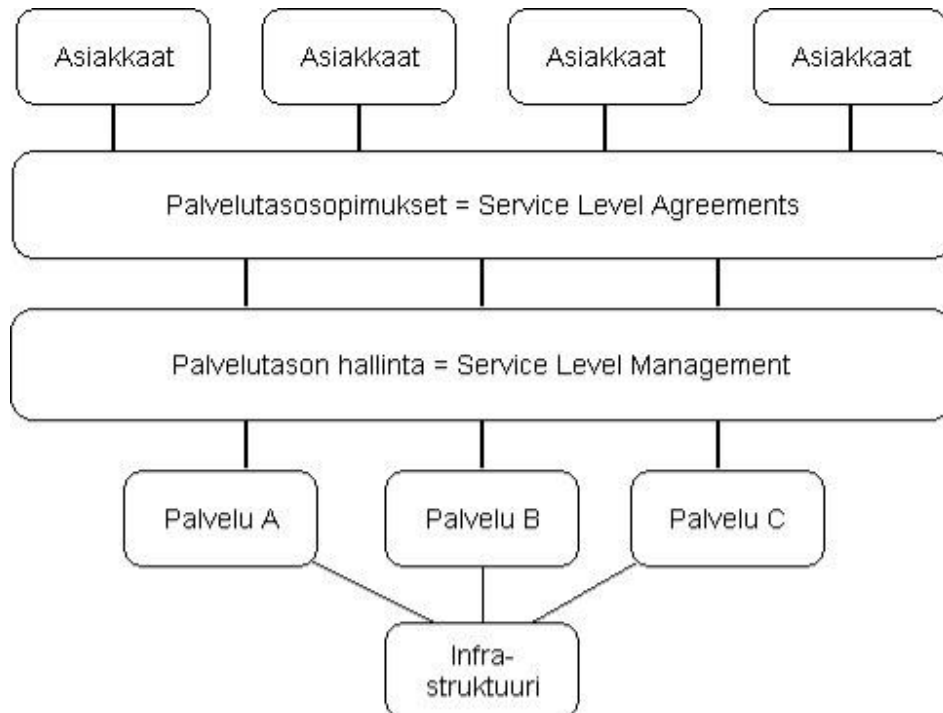 Asiakkaat
Asiakkaat
Asiakkaat
Asiakkaat
Palvelutasosopimukset = Service Level Agreements
Palvelutason hallinta = Service Level Management
Palvelu A
Palvelu B
Palvelu C
Infra-
struktuuri